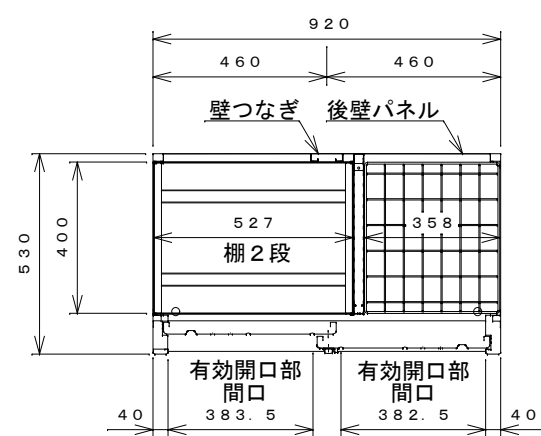 920
460
460
壁つなぎ
後壁パネル
530
400
527
358
棚2段
有効開口部
間口
有効開口部
間口
40
383.5
382.5
40